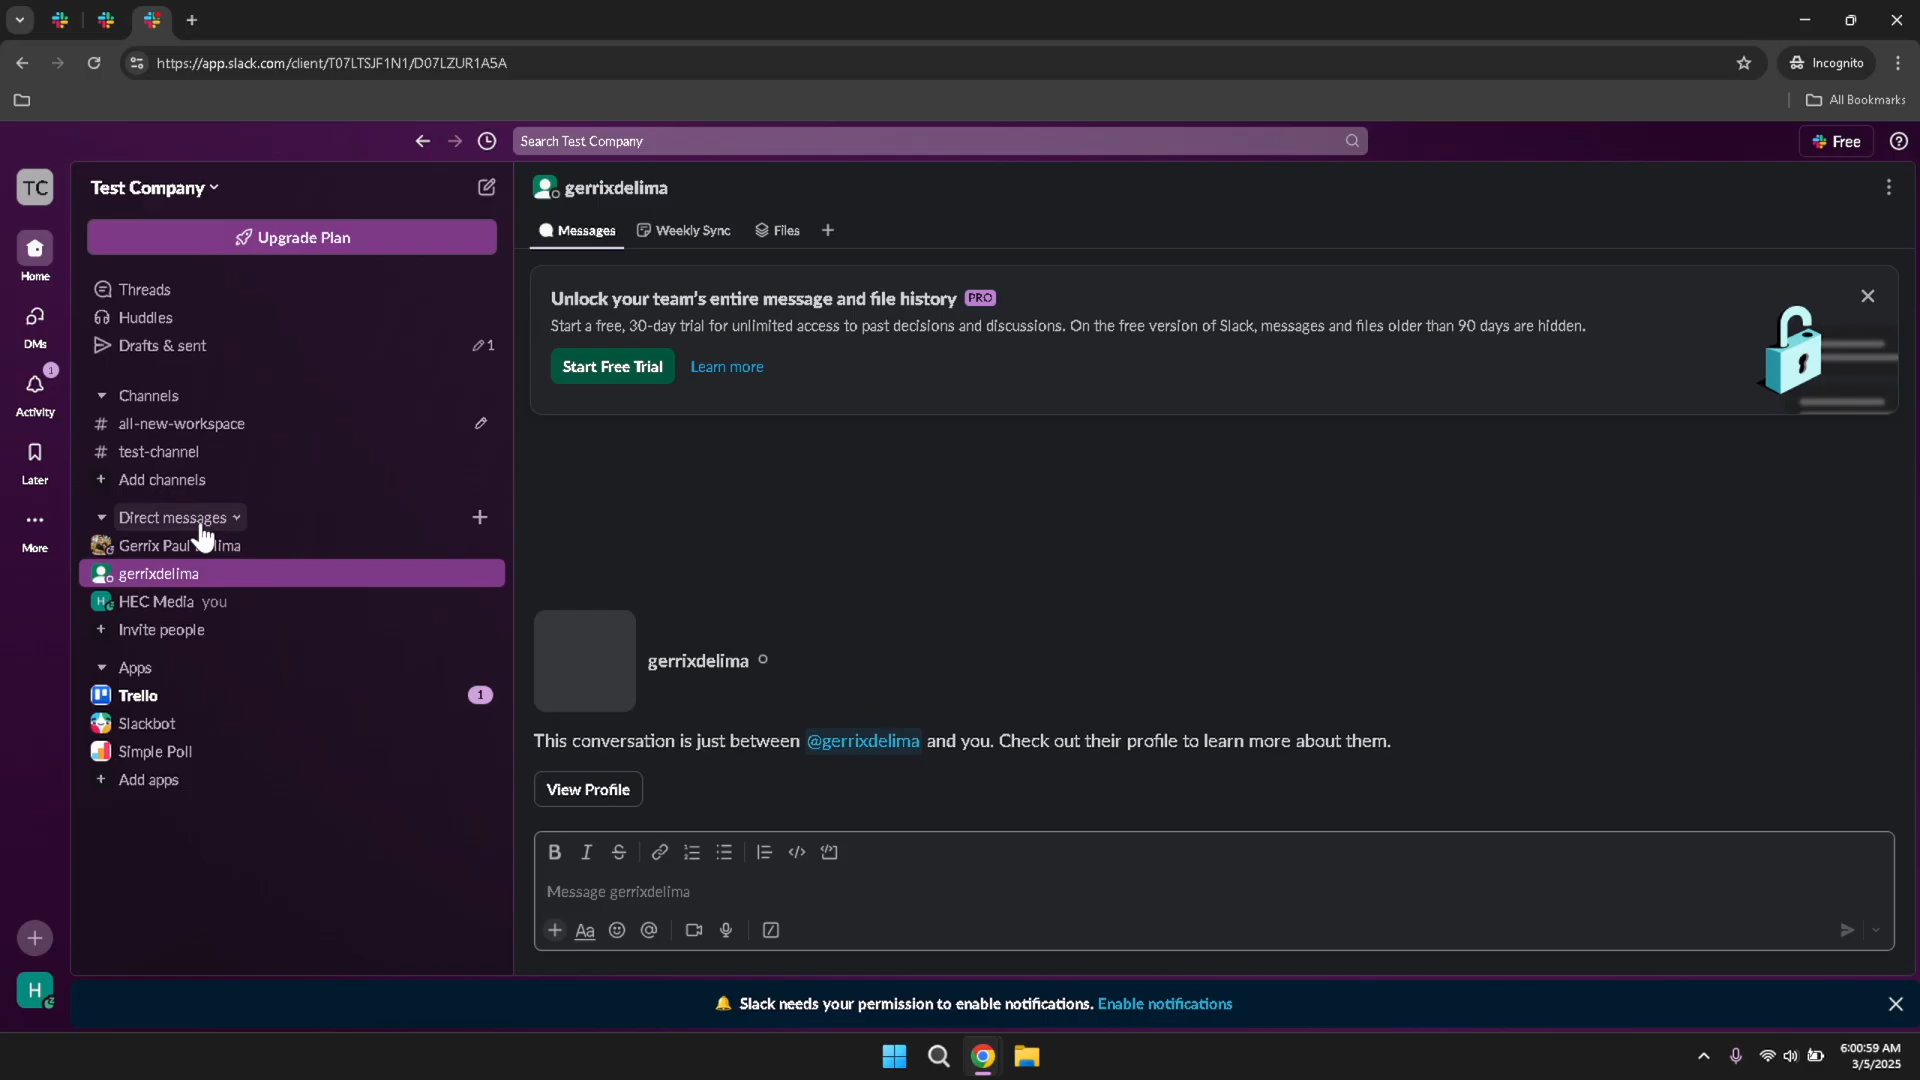 https://app.slack.com/client/T07LTSJF1N1/D07LZUR1A5A
Incognito
All Bookmarks
Search Test Company
Free
TC
Test Company
Upgrade Plan
Home
DMs
1
Activity
Later
More
H
Threads
Huddles
Drafts & sent
1
Channels
# all-new-workspace
# test-channel
+ Add channels
Direct messages
Gerrix Paul lima
gerrixdelima
H
HEC Media you
+ Invite people
Apps
Trello
1
Slackbot
Simple Poll
+ Add apps
gerrixdelima
Messages
Weekly Sync
Files
Unlock your team's entire message and file history PRO
Start a free, 30-day trial for unlimited access to past decisions and discussions. On the free version of Slack, messages and files older than 90 days are hidden.
Start Free Trial
Learn more
gerrixdelima
This conversation is just between @gerrixdelima and you. Check out their profile to learn more about them.
View Profile
B I S
Message gerrixdelima
+ Aa @
Slack needs your permission to enable notifications. Enable notifications
6:00:59 AM
3/5/2025